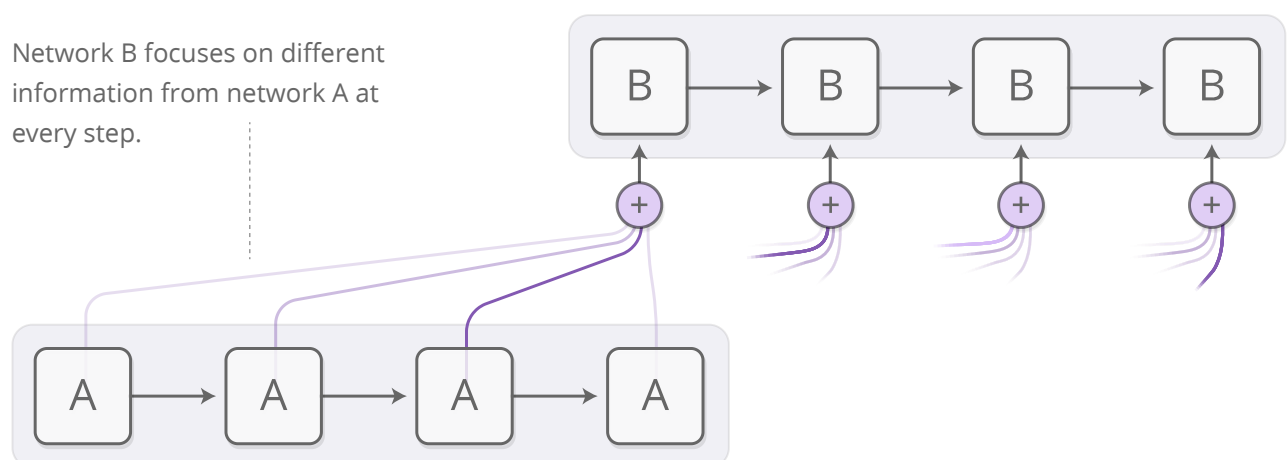 Network B focuses on different
information from network A at
every step.
B B B B
+ + + +
A A A A